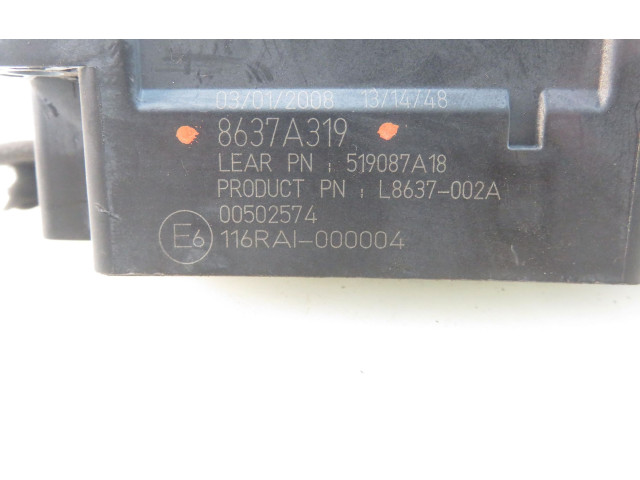 03/01/2008 13/14/48
8637A319
LEAR PN : 519087A18
PRODUCT PN : L8637-002A
00502574
E6 116RAI-000004